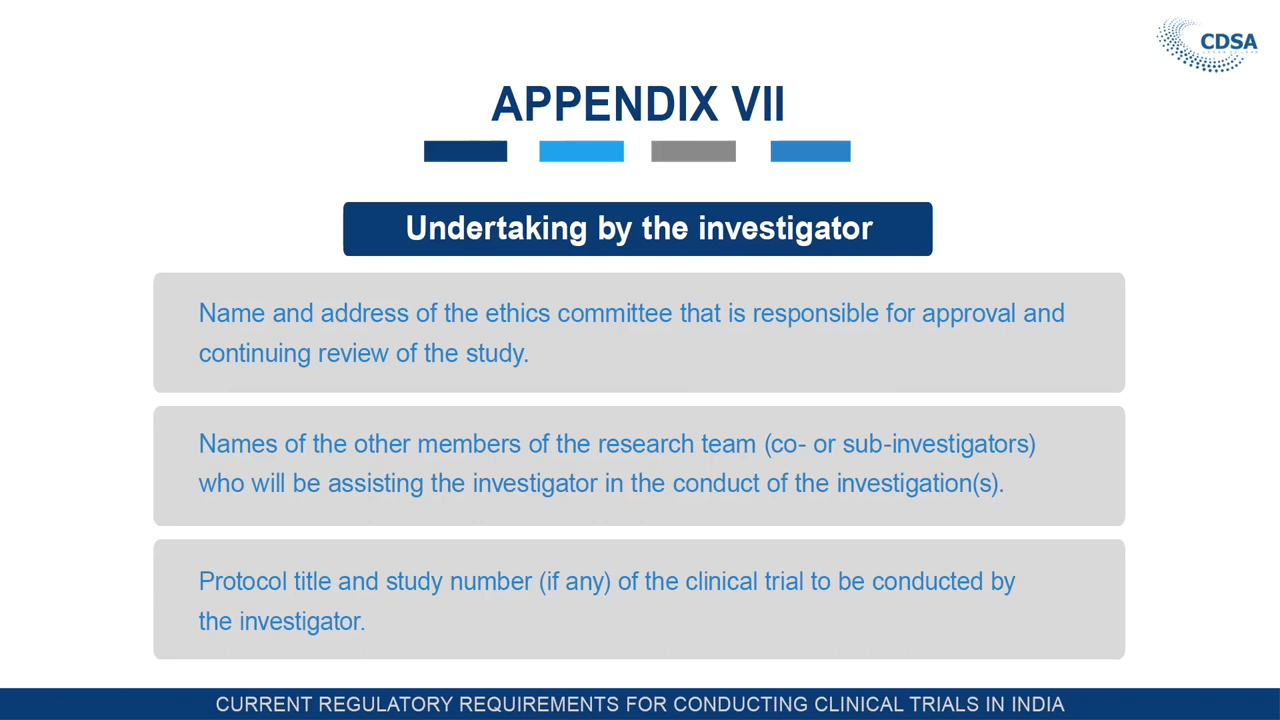 CDSA
APPENDIX VII
Undertaking by the investigator
Name and address of the ethics committee that is responsible for approval and
continuing review of the study.
Names of the other members of the research team (co- or sub-investigators)
who will be assisting the investigator in the conduct of the investigation(s).
Protocol title and study number (if any) of the clinical trial to be conducted by
the investigator.
CURRENT REGULATORY REQUIREMENTS FOR CONDUCTING CLINICAL TRIALS IN INDIA